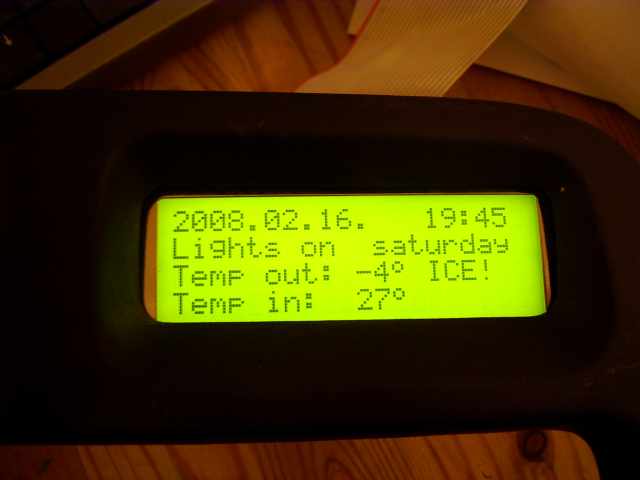 2008.02.16. 19:45
Lights on saturday
Temp out: -4° ICE!
Temp in: 27°